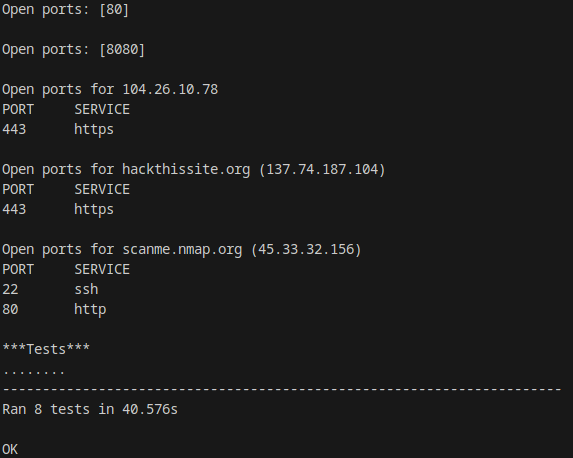 Open ports: [80]
Open ports: [8080]
Open ports for 104.26.10.78
PORT     SERVICE
443      https
Open ports for hackthissite.org (137.74.187.104)
PORT     SERVICE
443      https
Open ports for scanme.nmap.org (45.33.32.156)
PORT     SERVICE
22       ssh
80       http
***Tests***
........
----------------------------------------------------------------------
Ran 8 tests in 40.576s
OK